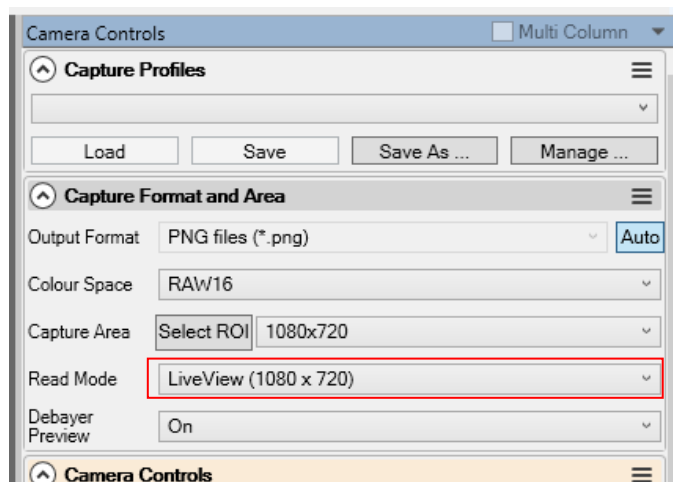 Camera Controls Multi Column
Capture Profiles
Load Save Save As ... Manage ...
Capture Format and Area
Output Format PNG files (*.png) Auto
Colour Space RAW16
Capture Area Select ROI 1080x720
Read Mode LiveView (1080 x 720)
Debayer
Preview On
Camera Controls